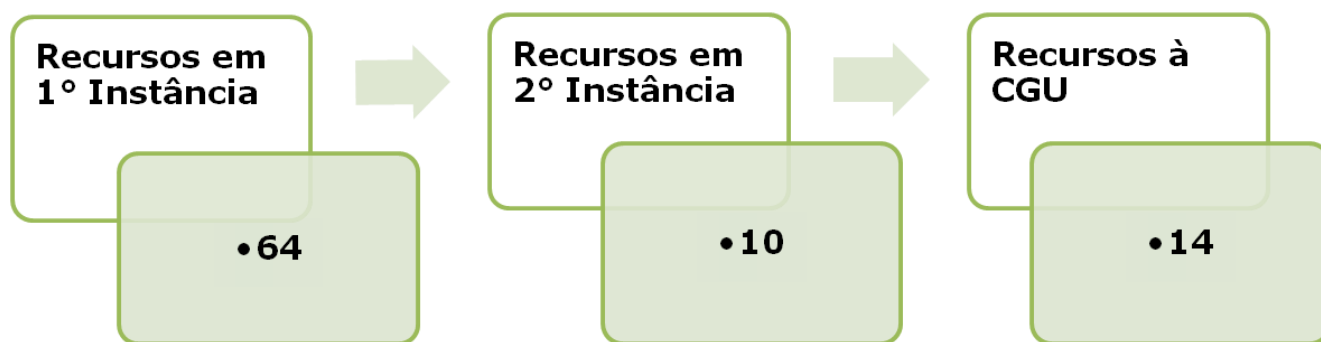 Recursos em
1° Instância
•64
Recursos em
2° Instância
•10
Recursos à
CGU
•14